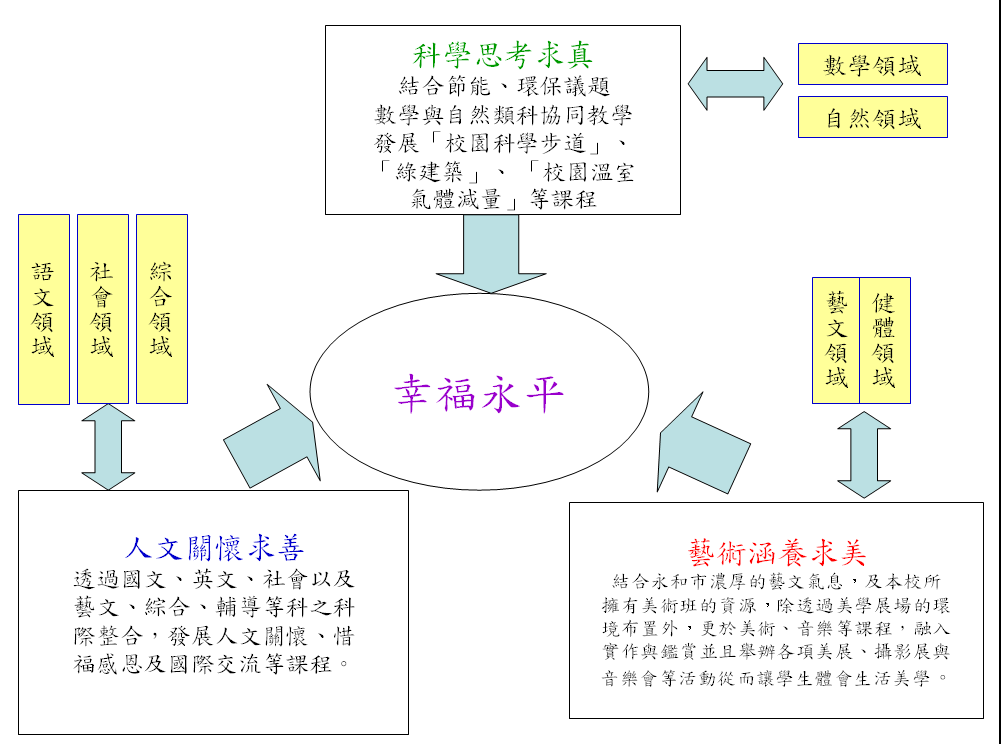 科學思考求真
結合節能、環保議題
數學與自然類科協同教學
發展「校園科學步道」、
「綠建築」、「校園溫室
氣體減量」等課程
數學領域
自然領域
語文領域
社會領域
綜合領域
藝文領域
健體領域
幸福永平
人文關懷求善
透過國文、英文、社會以及
藝文、綜合、輔導等科之科
際整合，發展人文關懷、惜
福感恩及國際交流等課程。
藝術涵養求美
結合永和市濃厚的藝文氣息，及本校所
擁有美術班的資源，除透過美學展場的環
境布置外，更於美術、音樂等課程，融入
實作與鑑賞並且舉辦各項美展、攝影展與
音樂會等活動從而讓學生體會生活美學。